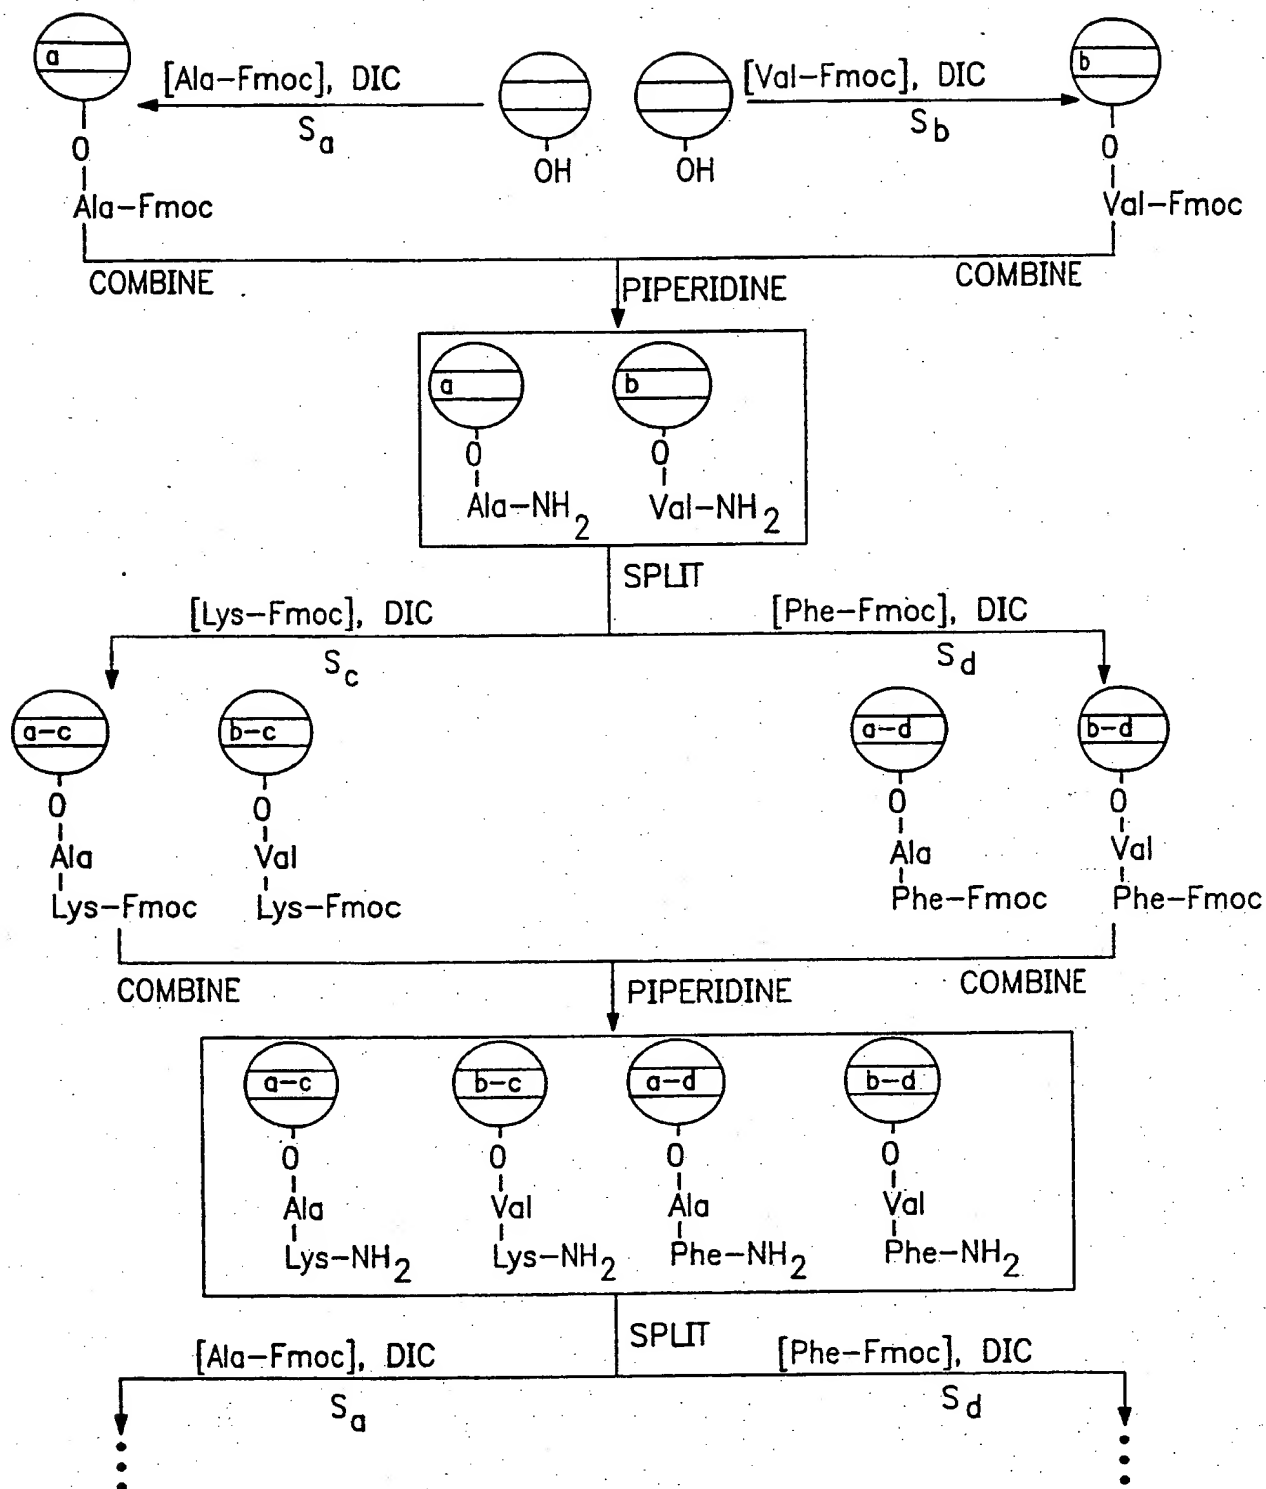 a [Ala-Fmoc], DIC [Val-Fmoc], DIC b
Sa Sb
O OH OH O
Ala-Fmoc Val-Fmoc
COMBINE PIPERIDINE COMBINE
a b
O O
Ala-NH2 Val-NH2
SPLIT
[Lys-Fmoc], DIC [Phe-Fmoc], DIC
Sc Sd
a-c b-c a-d b-d
O O O O
Ala Val Ala Val
Lys-Fmoc Lys-Fmoc Phe-Fmoc Phe-Fmoc
COMBINE PIPERIDINE COMBINE
a-c b-c a-d b-d
O O O O
Ala Val Ala Val
Lys-NH2 Lys-NH2 Phe-NH2 Phe-NH2
SPLIT
[Ala-Fmoc], DIC [Phe-Fmoc], DIC
Sa Sd